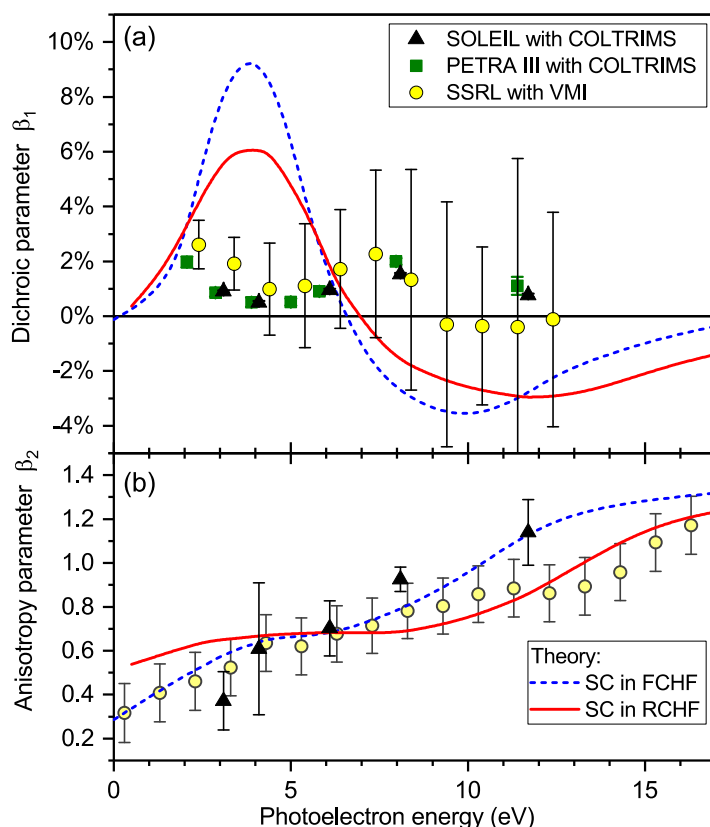 (a)
SOLEIL with COLTRIMS
PETRA III with COLTRIMS
SSRL with VMI
Dichroic parameter β1
10%
8%
6%
4%
2%
0%
-2%
-4%
(b)
Anisotropy parameter β2
1.4
1.2
1.0
0.8
0.6
0.4
0.2
Theory:
SC in FCHF
SC in RCHF
0 5 10 15
Photoelectron energy (eV)